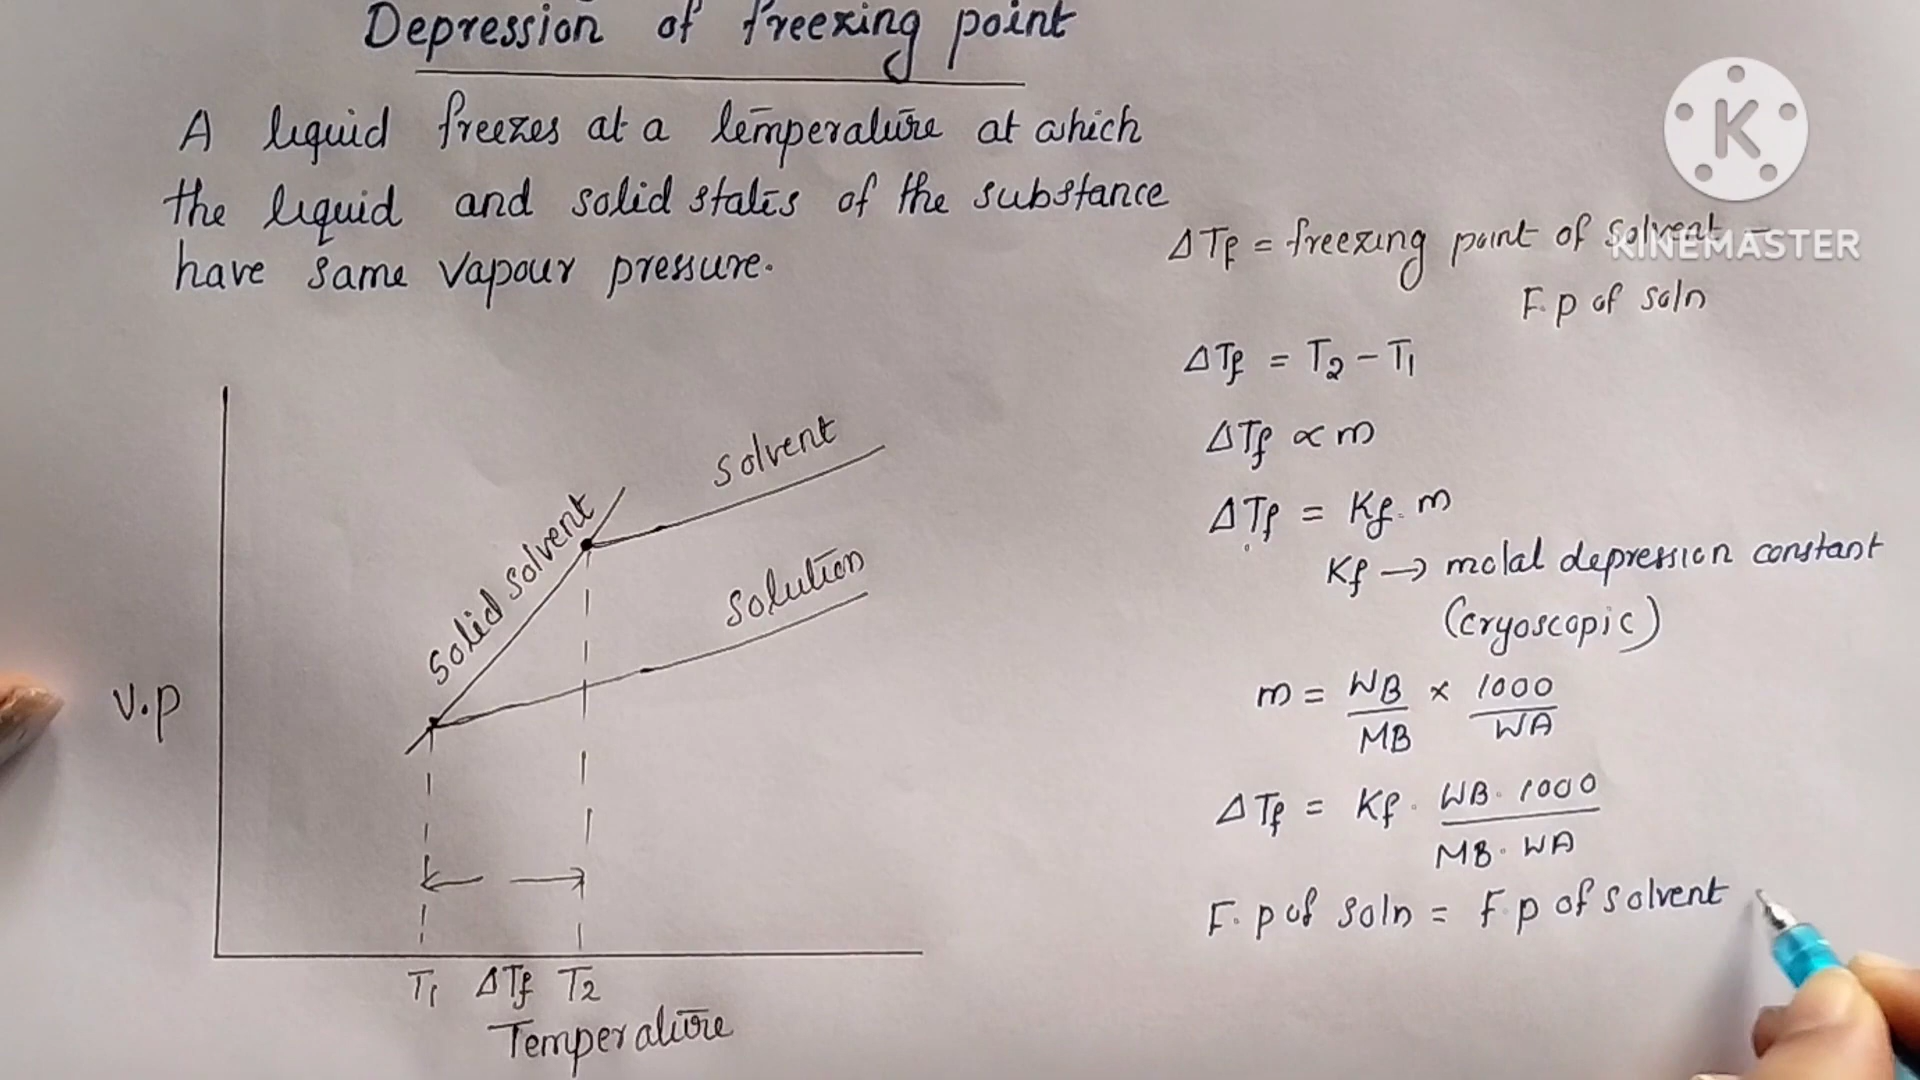 Depression of freezing point
A liquid freezes at a temperature at which
the liquid and solid states of the substance
have same vapour pressure.
K
KINEMASTER
ΔTf = freezing point of solvent -
F.p of soln
ΔTf = T2 - T1
ΔTf ∝ m
ΔTf = Kf. m
Kf → molal depression constant
(cryoscopic)
m = WB/MB × 1000/WA
ΔTf = Kf. WB. 1000 / MB. WA
F.p of soln = F.p of solvent
solvent
solid solvent
solution
V.p
T1 ΔTf T2
Temperature